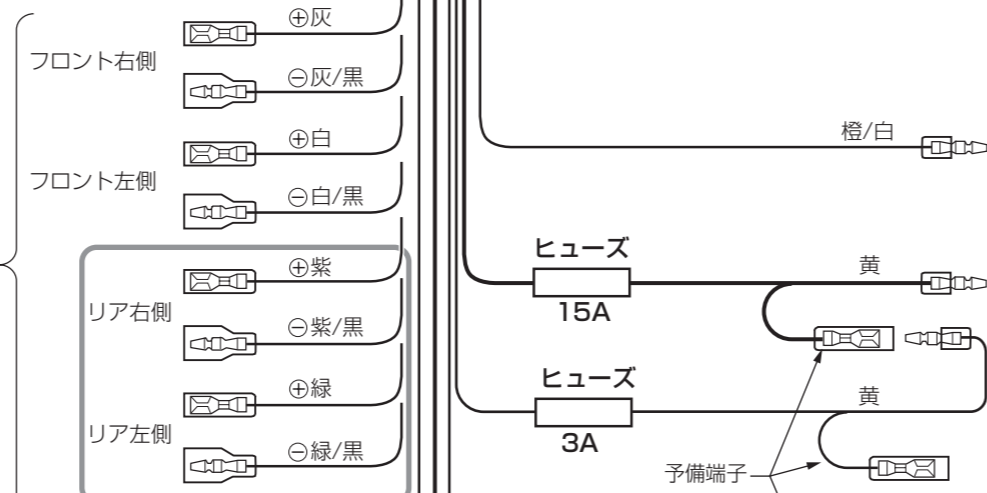 ⊕灰
フロント右側
⊖灰/黒
⊕白
フロント左側
⊖白/黒
⊕紫
リア右側
⊖紫/黒
⊕緑
リア左側
⊖緑/黒
橙/白
ヒューズ
15A
黄
ヒューズ
3A
黄
予備端子